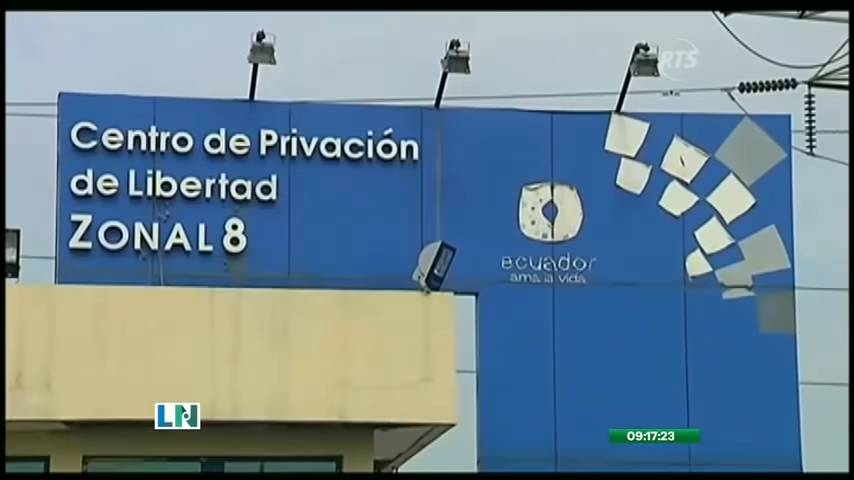 RTS
Centro de Privación
de Libertad
ZONAL 8
ecuador
ama la vida
LN
09:17:23